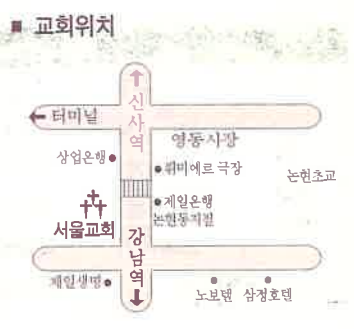 ■ 교회위치
↑
신사역
← 터미널
영동시장
상업은행
뤼미에르 극장
논현초교
제일은행
논현동지점
서울교회
강남역
↓
제일생명
노보텔
삼정호텔